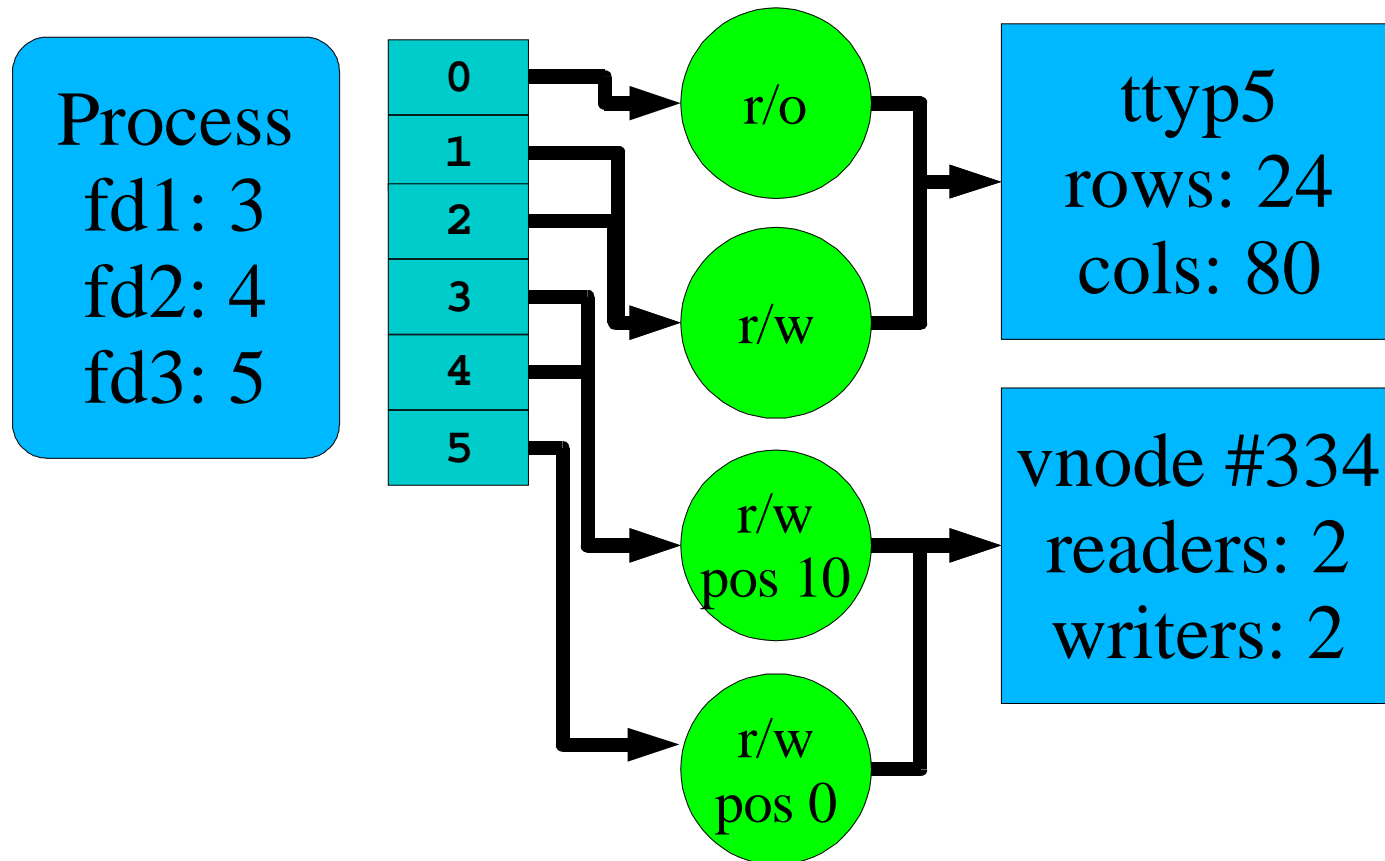 Process
fd1: 3
fd2: 4
fd3: 5
0
1
2
3
4
5
r/o
r/w
r/w
pos 10
r/w
pos 0
ttyp5
rows: 24
cols: 80
vnode #334
readers: 2
writers: 2